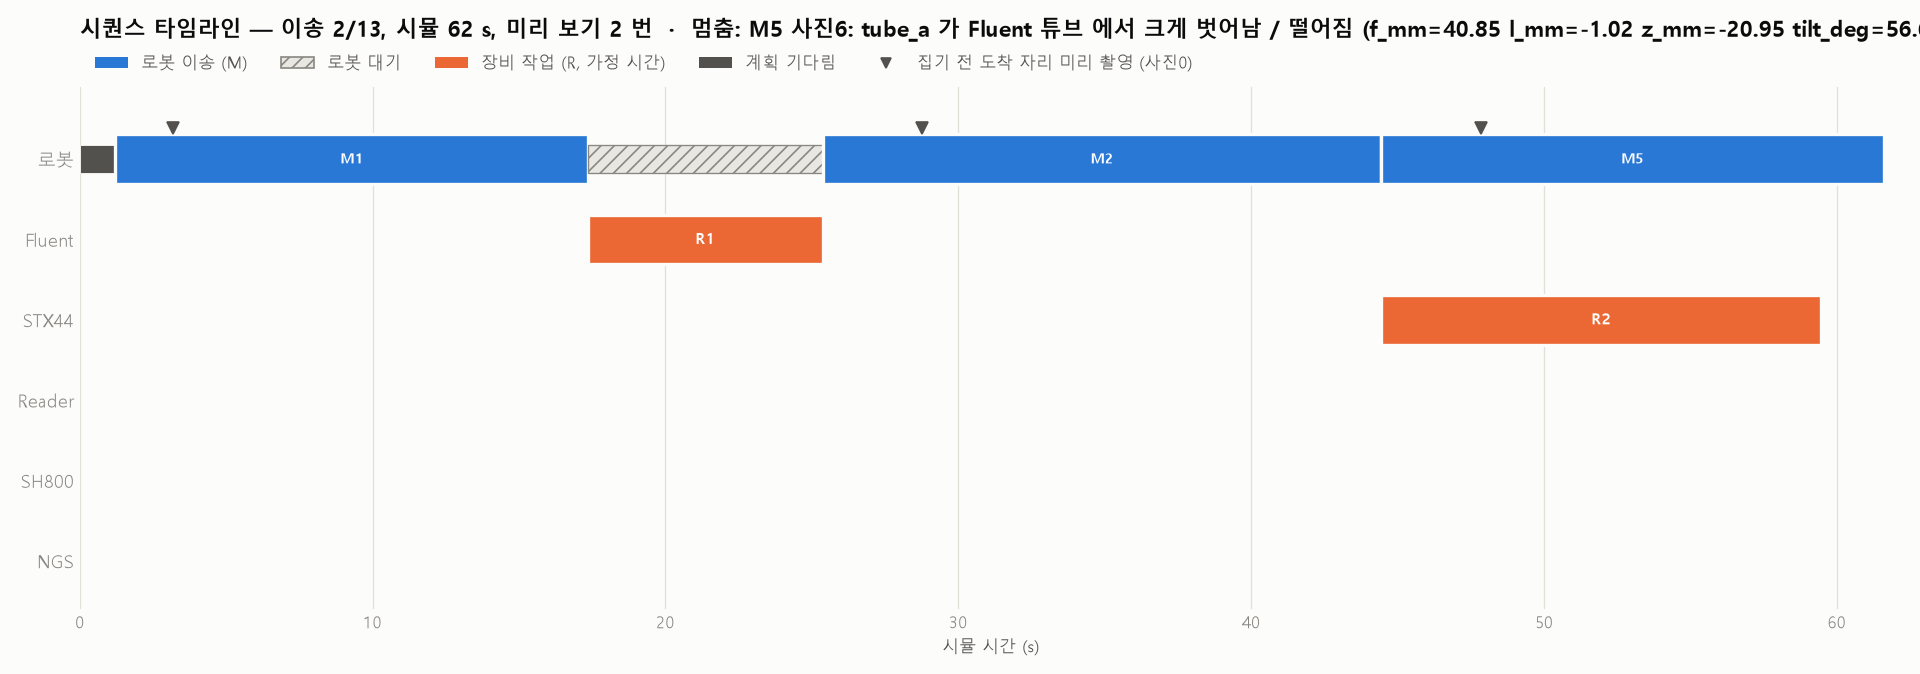 시퀀스 타임라인 — 이송 2/13, 시뮬 62 s, 미리 보기 2 번 · 멈춤: M5 사진6: tube_a 가 Fluent 튜브 에서 크게 벗어남 / 떨어짐 (f_mm=40.85 l_mm=-1.02 z_mm=-20.95 tilt_deg=56.
로봇 이송 (M) 로봇 대기 장비 작업 (R, 가정 시간) 계획 기다림 집기 전 도착 자리 미리 촬영 (사진0)
로봇 M1 M2 M5
Fluent R1
STX44 R2
Reader
SH800
NGS
0 10 20 30 40 50 60
시뮬 시간 (s)